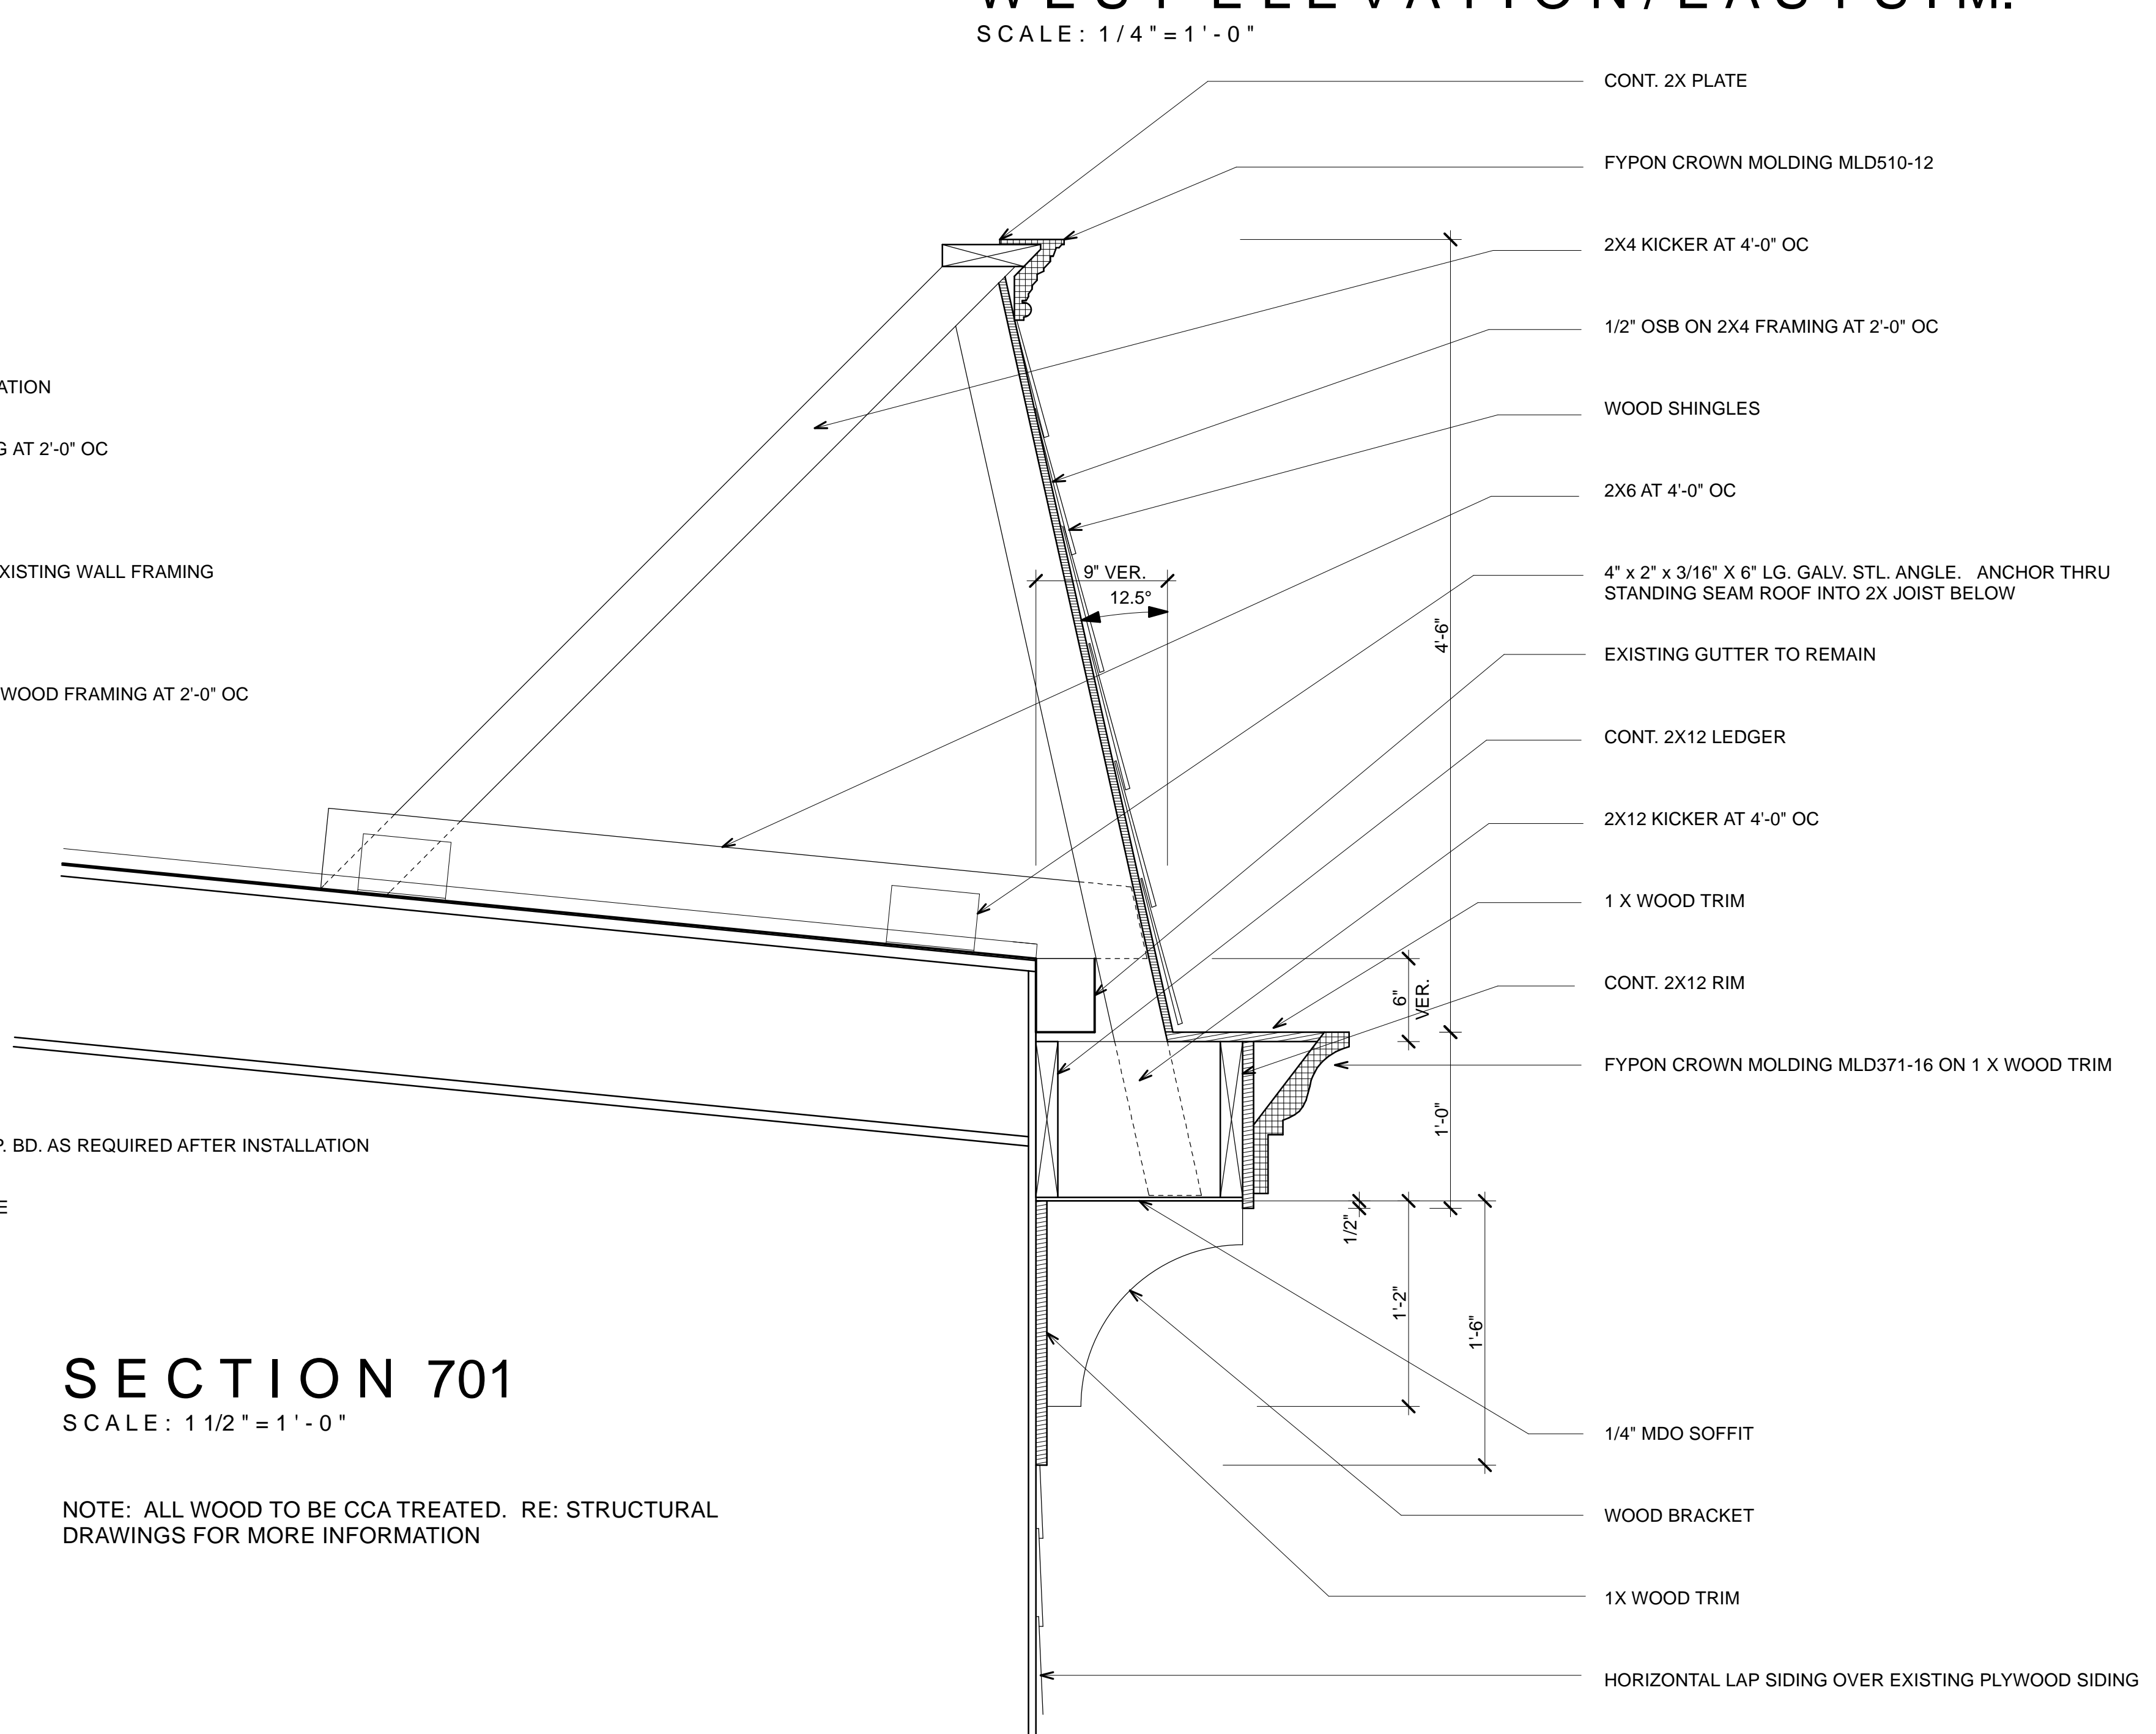 WEST ELEVATION/EAST SIM.
SCALE: 1/4"=1'-0"
CONT. 2X PLATE
FYPON CROWN MOLDING MLD510-12
2X4 KICKER AT 4'-0" OC
1/2" OSB ON 2X4 FRAMING AT 2'-0" OC
WOOD SHINGLES
2X6 AT 4'-0" OC
4" x 2" x 3/16" X 6" LG. GALV. STL. ANGLE. ANCHOR THRU
STANDING SEAM ROOF INTO 2X JOIST BELOW
EXISTING GUTTER TO REMAIN
CONT. 2X12 LEDGER
2X12 KICKER AT 4'-0" OC
1 X WOOD TRIM
CONT. 2X12 RIM
FYPON CROWN MOLDING MLD371-16 ON 1 X WOOD TRIM
1/4" MDO SOFFIT
WOOD BRACKET
1X WOOD TRIM
HORIZONTAL LAP SIDING OVER EXISTING PLYWOOD SIDING
9" VER.
12.5°
4'-6"
6"
VER.
1'-0"
1/2"
1'-2"
1'-6"
ATION
G AT 2'-0" OC
XISTING WALL FRAMING
WOOD FRAMING AT 2'-0" OC
P. BD. AS REQUIRED AFTER INSTALLATION
E
SECTION 701
SCALE: 1 1/2"=1'-0"
NOTE: ALL WOOD TO BE CCA TREATED. RE: STRUCTURAL
DRAWINGS FOR MORE INFORMATION